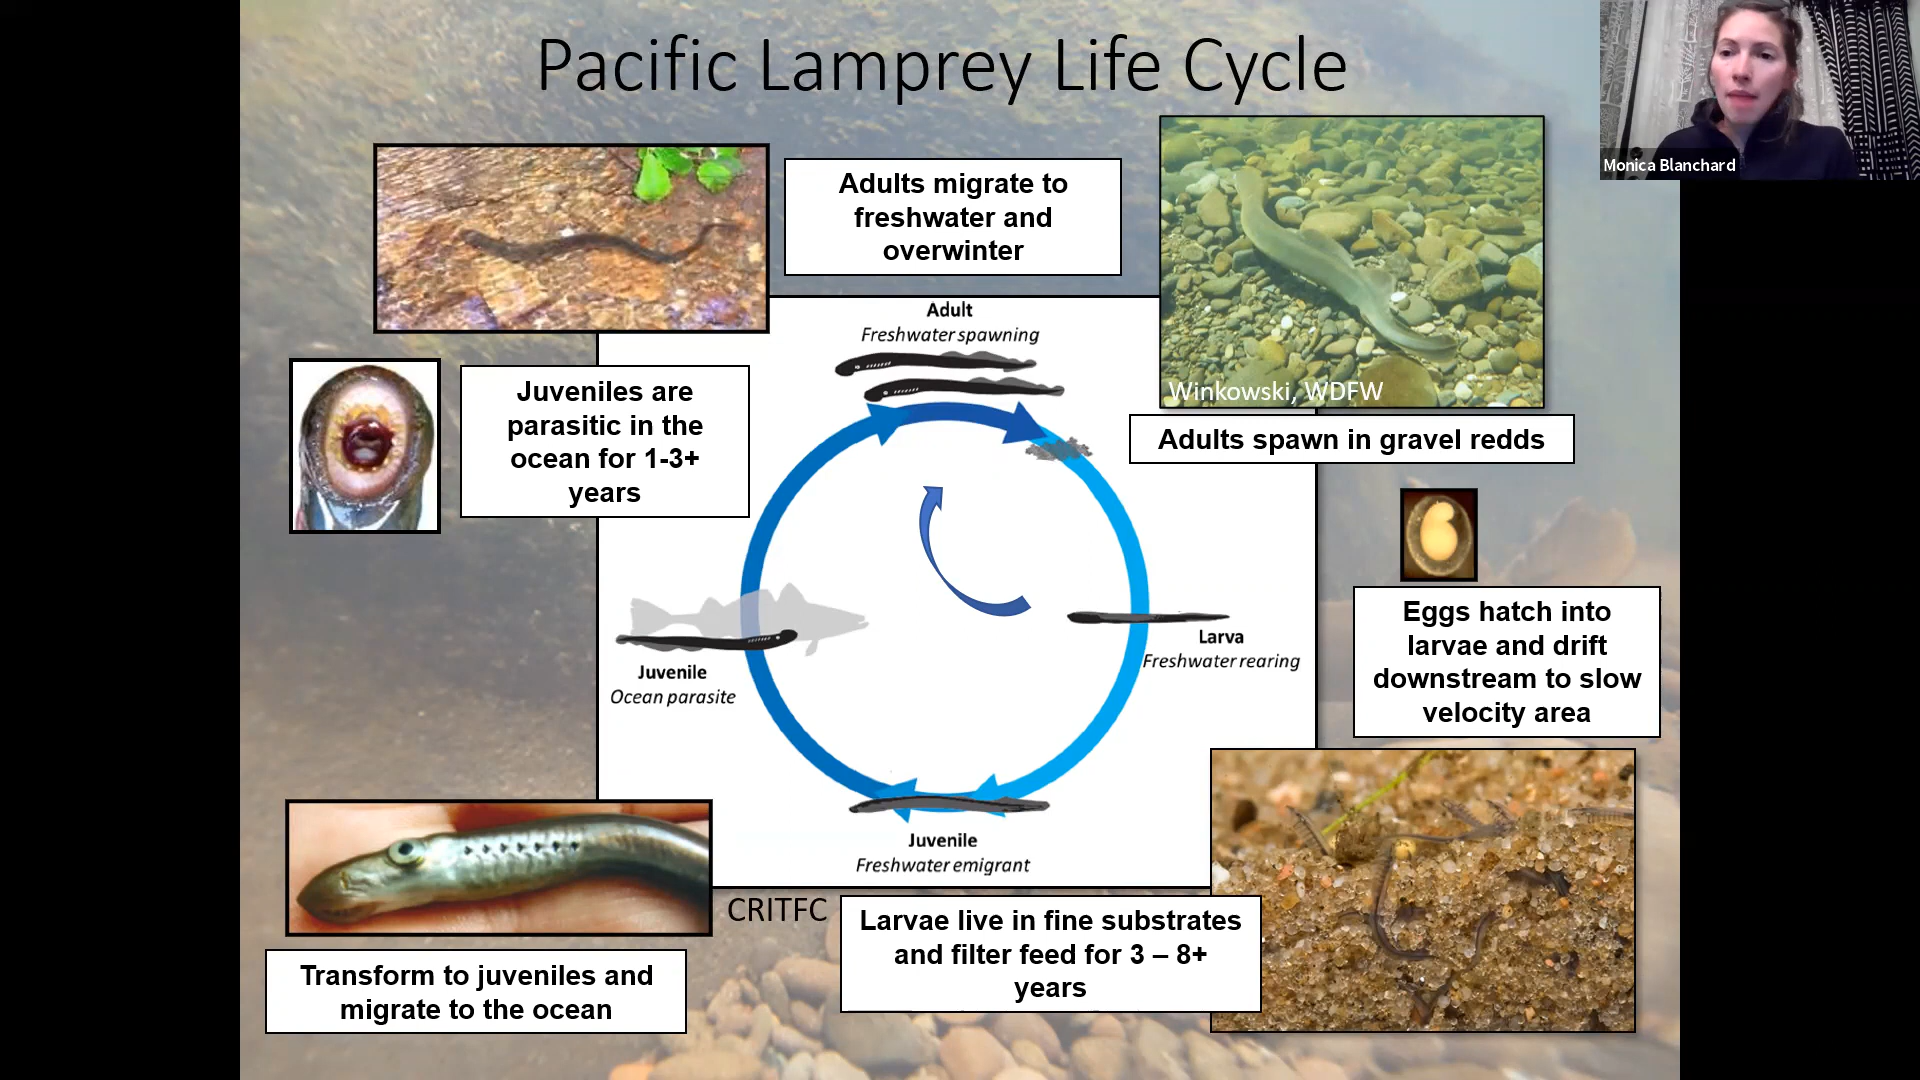 Pacific Lamprey Life Cycle
Monica Blanchard
Adults migrate to
freshwater and
overwinter
Winkowski, WDFW
Adults spawn in gravel redds
Adult
Freshwater spawning
Juveniles are
parasitic in the
ocean for 1-3+
years
Eggs hatch into
larvae and drift
downstream to slow
velocity area
Larva
Freshwater rearing
Juvenile
Ocean parasite
Juvenile
Freshwater emigrant
CRITFC
Larvae live in fine substrates
and filter feed for 3 – 8+
years
Transform to juveniles and
migrate to the ocean